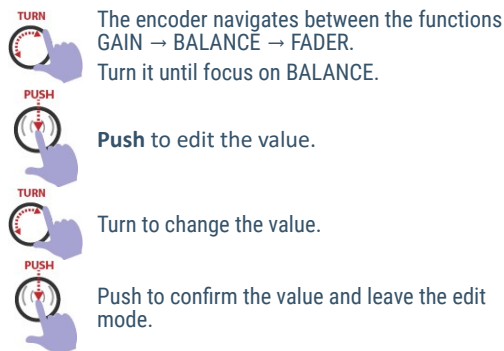 TURN
The encoder navigates between the functions
GAIN → BALANCE → FADER.
Turn it until focus on BALANCE.
PUSH
Push to edit the value.
TURN
Turn to change the value.
PUSH
Push to confirm the value and leave the edit
mode.